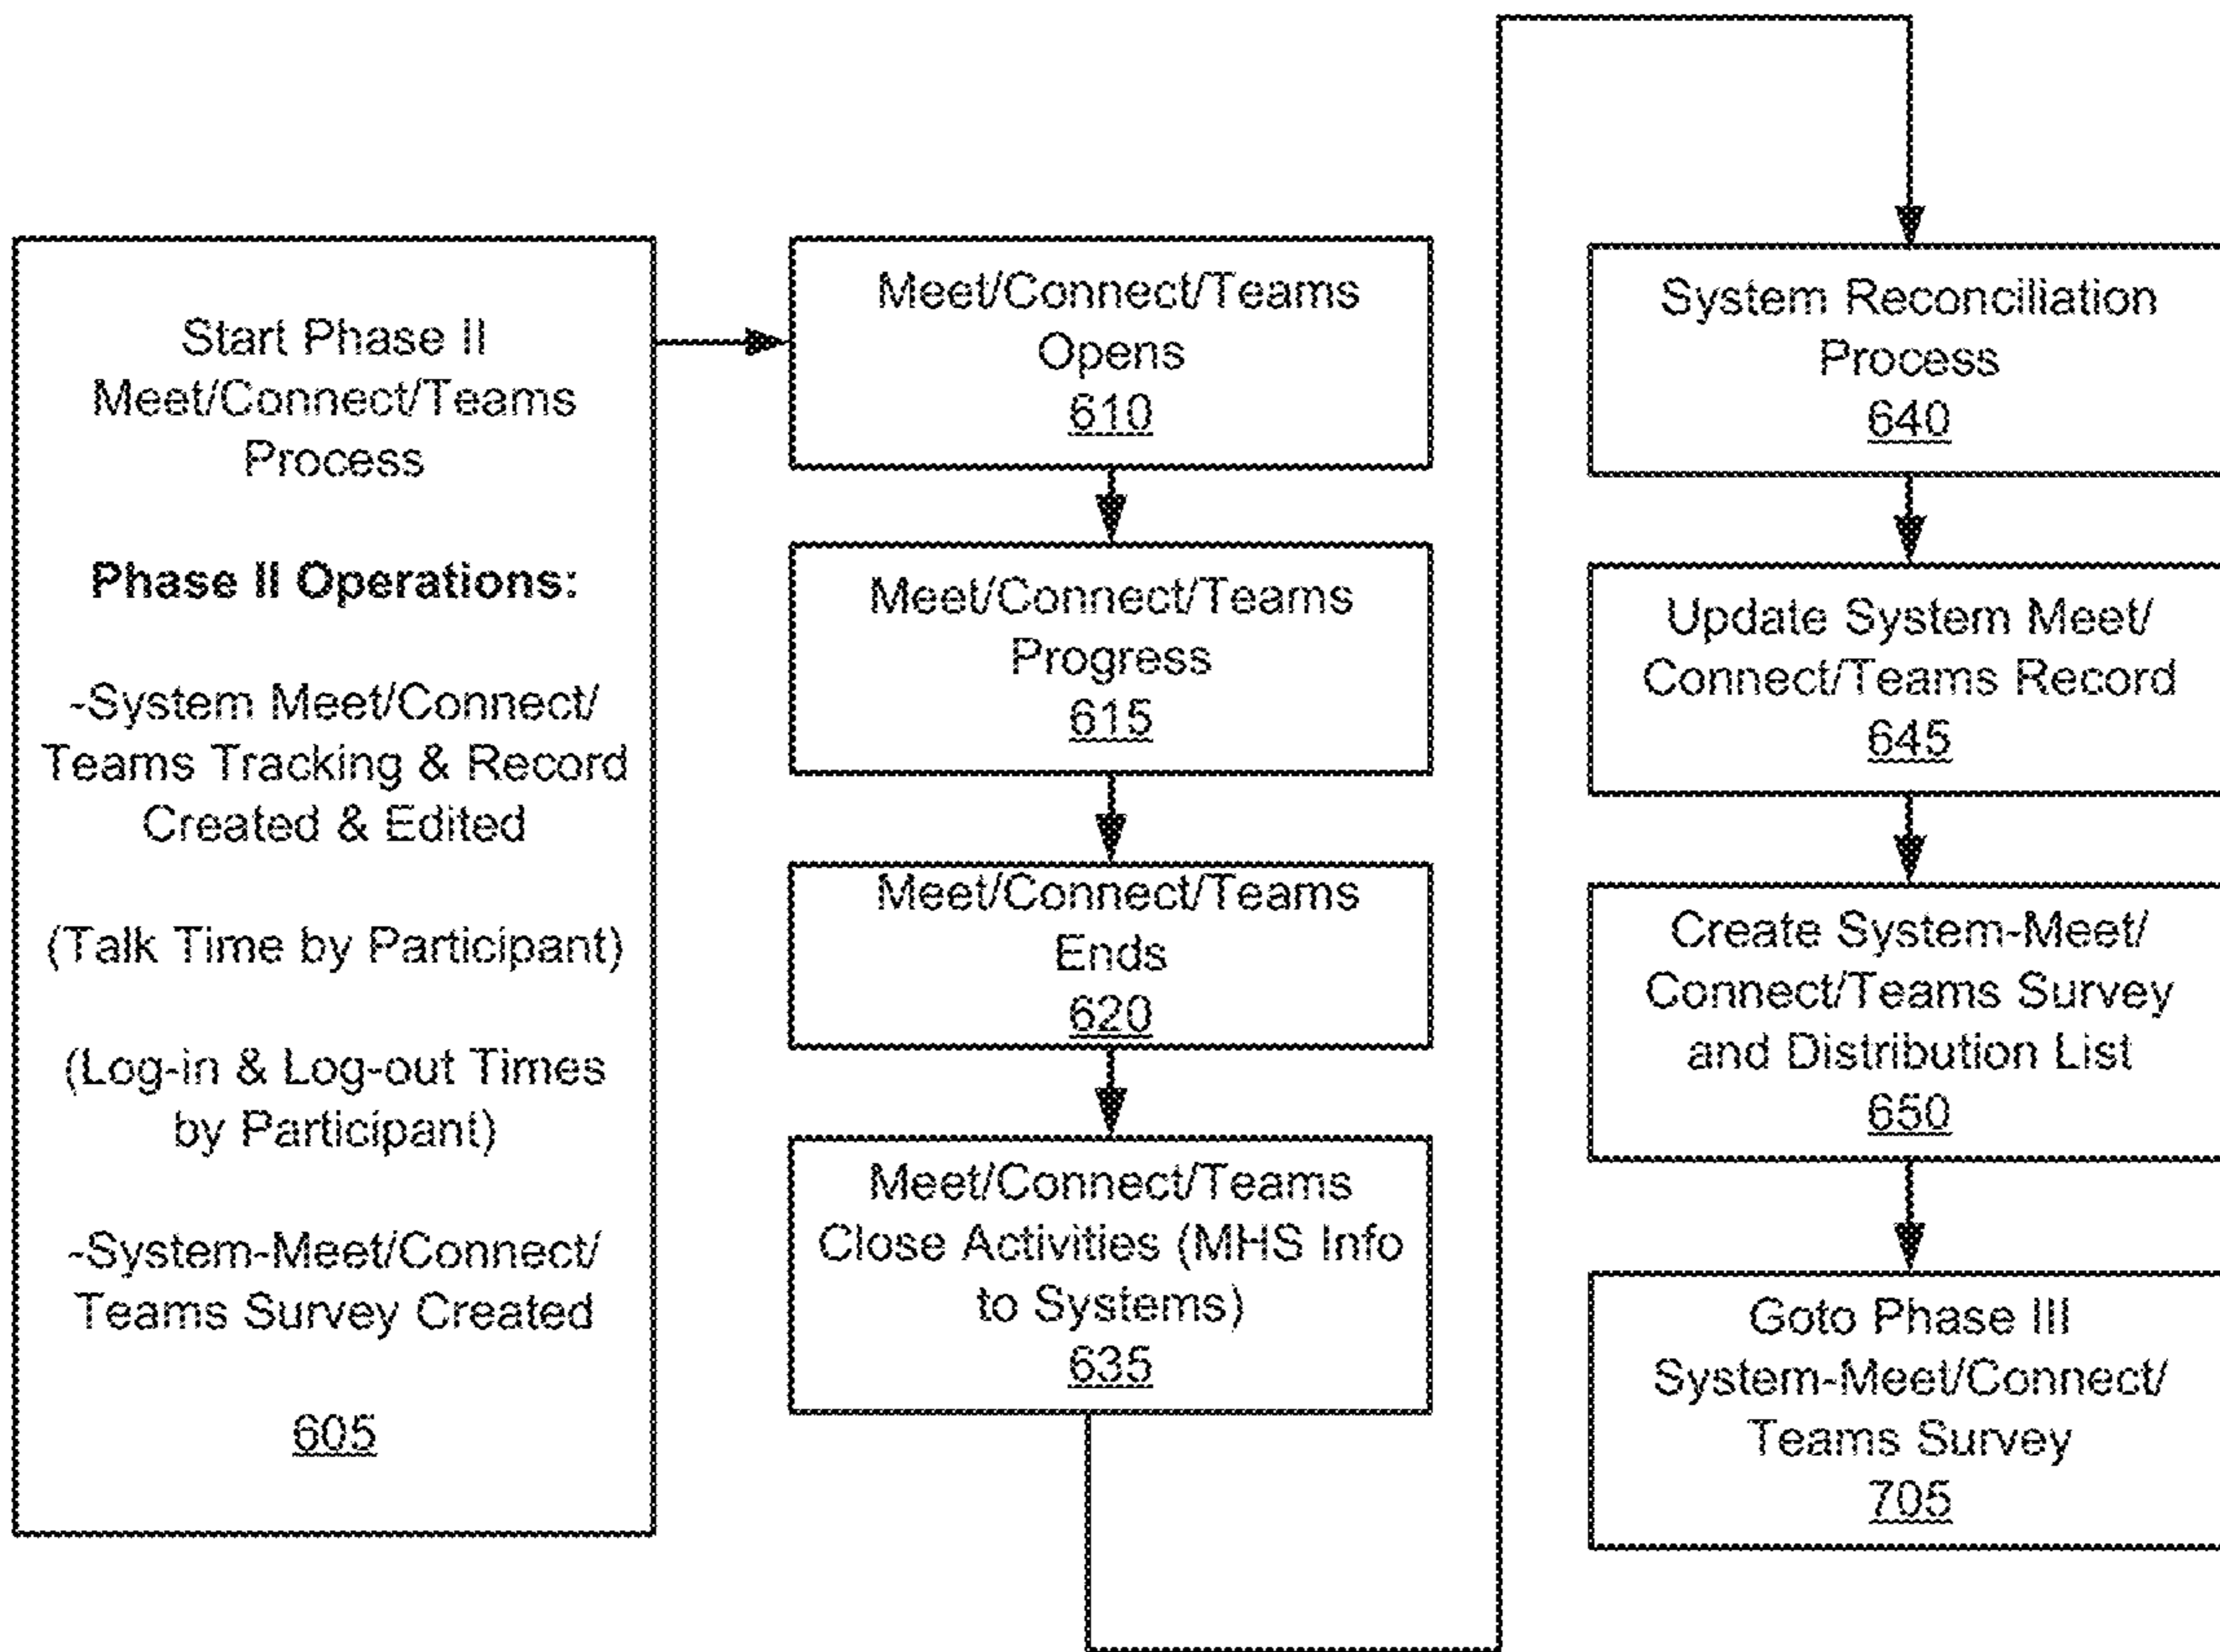 Start Phase II
Meet/Connect/Teams
Process
Phase II Operations:
-System Meet/Connect/
Teams Tracking & Record
Created & Edited
(Talk Time by Participant)
(Log-in & Log-out Times
by Participant)
-System-Meet/Connect/
Teams Survey Created
605
Meet/Connect/Teams
Opens
610
Meet/Connect/Teams
Progress
615
Meet/Connect/Teams
Ends
620
Meet/Connect/Teams
Close Activities (MHS Info
to Systems)
635
System Reconciliation
Process
640
Update System Meet/
Connect/Teams Record
645
Create System-Meet/
Connect/Teams Survey
and Distribution List
650
Goto Phase III
System-Meet/Connect/
Teams Survey
705